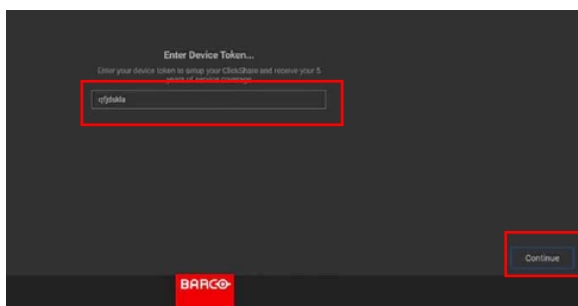 Enter Device Token...
Enter your device token to setup your ClickShare and receive your 5
years of service coverage
qfjdskla
Continue
BARCO